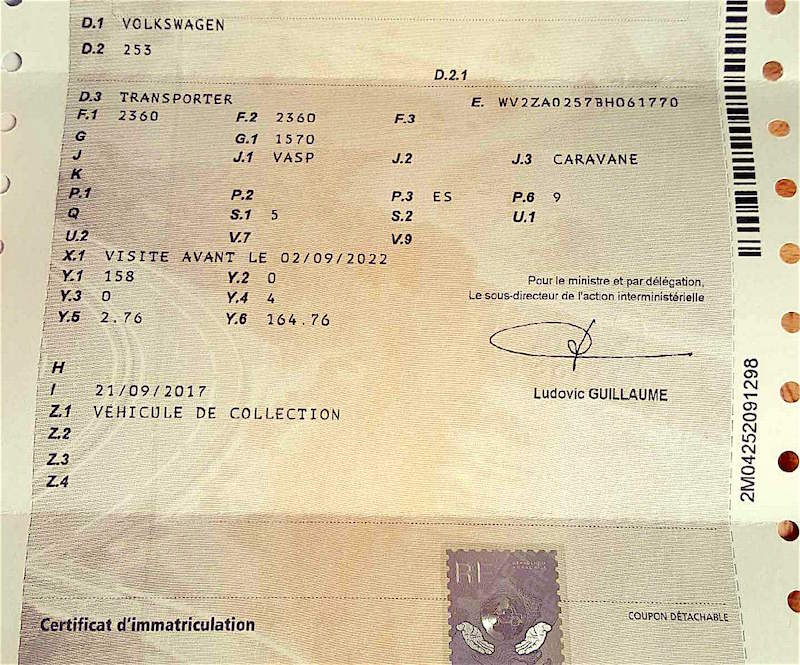 D.1 VOLKSWAGEN
D.2 253
D.2.1
D.3 TRANSPORTER E. WV2ZA0257BH061770
F.1 2360 F.2 2360 F.3
G G.1 1570
J J.1 VASP J.2 J.3 CARAVANE
K
P.1 P.2 P.3 ES P.6 9
Q S.1 5 S.2 U.1
U.2 V.7 V.9
X.1 VISITE AVANT LE 02/09/2022
Y.1 158 Y.2 0
Y.3 0 Y.4 4
Y.5 2.76 Y.6 164.76
Pour le ministre et par délégation,
Le sous-directeur de l'action interministérielle
Ludovic GUILLAUME
H
I 21/09/2017
Z.1 VEHICULE DE COLLECTION
Z.2
Z.3
Z.4
2M04252091298
RF
Certificat d'immatriculation
COUPON DÉTACHABLE